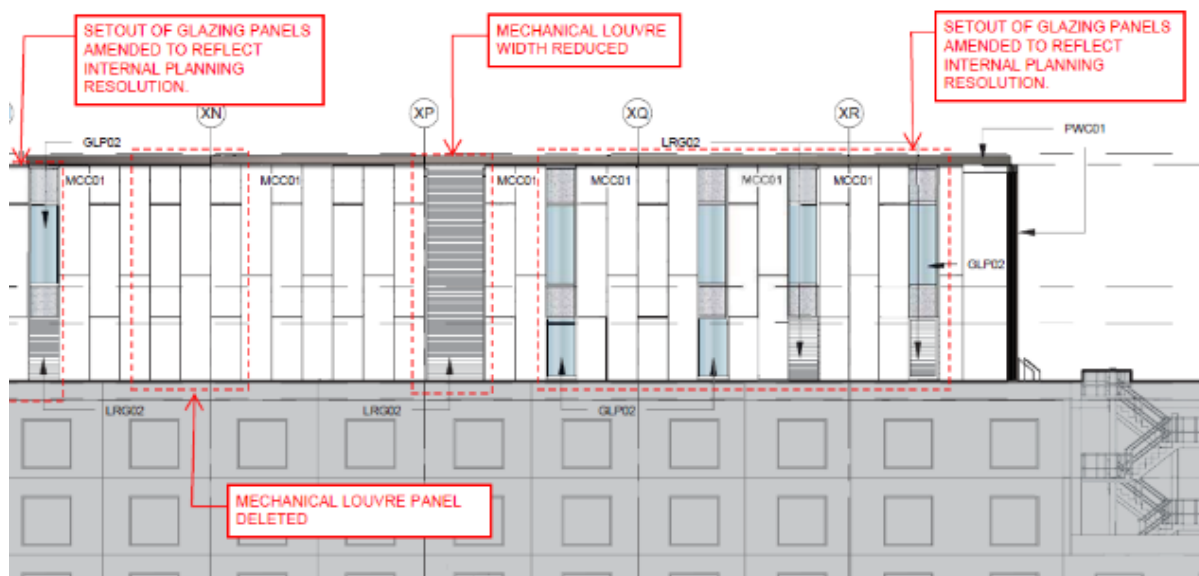 SETOUT OF GLAZING PANELS
AMENDED TO REFLECT
INTERNAL PLANNING
RESOLUTION.
MECHANICAL LOUVRE
WIDTH REDUCED
SETOUT OF GLAZING PANELS
AMENDED TO REFLECT
INTERNAL PLANNING
RESOLUTION.
XN
XP
XQ
XR
GLP02
LRG02
PWC01
MCC01
MCC01
MCC01
MCC01
MCC01
MCC01
GLP02
LRG02
LRG02
GLP02
MECHANICAL LOUVRE PANEL
DELETED